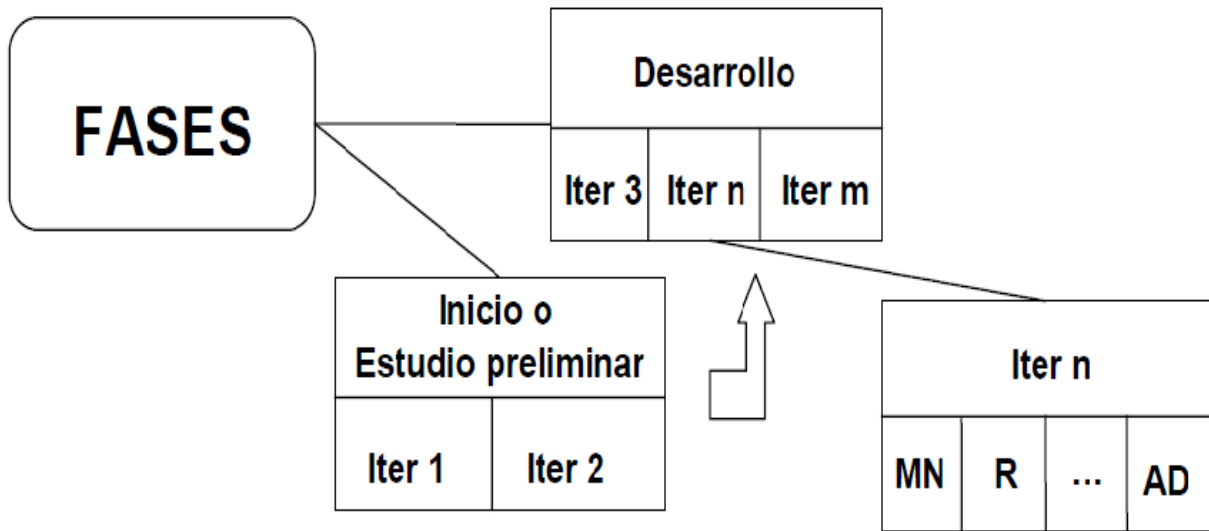 FASES
Desarrollo
Iter 3 Iter n Iter m
Inicio o
Estudio preliminar
Iter 1 Iter 2
Iter n
MN R ... AD